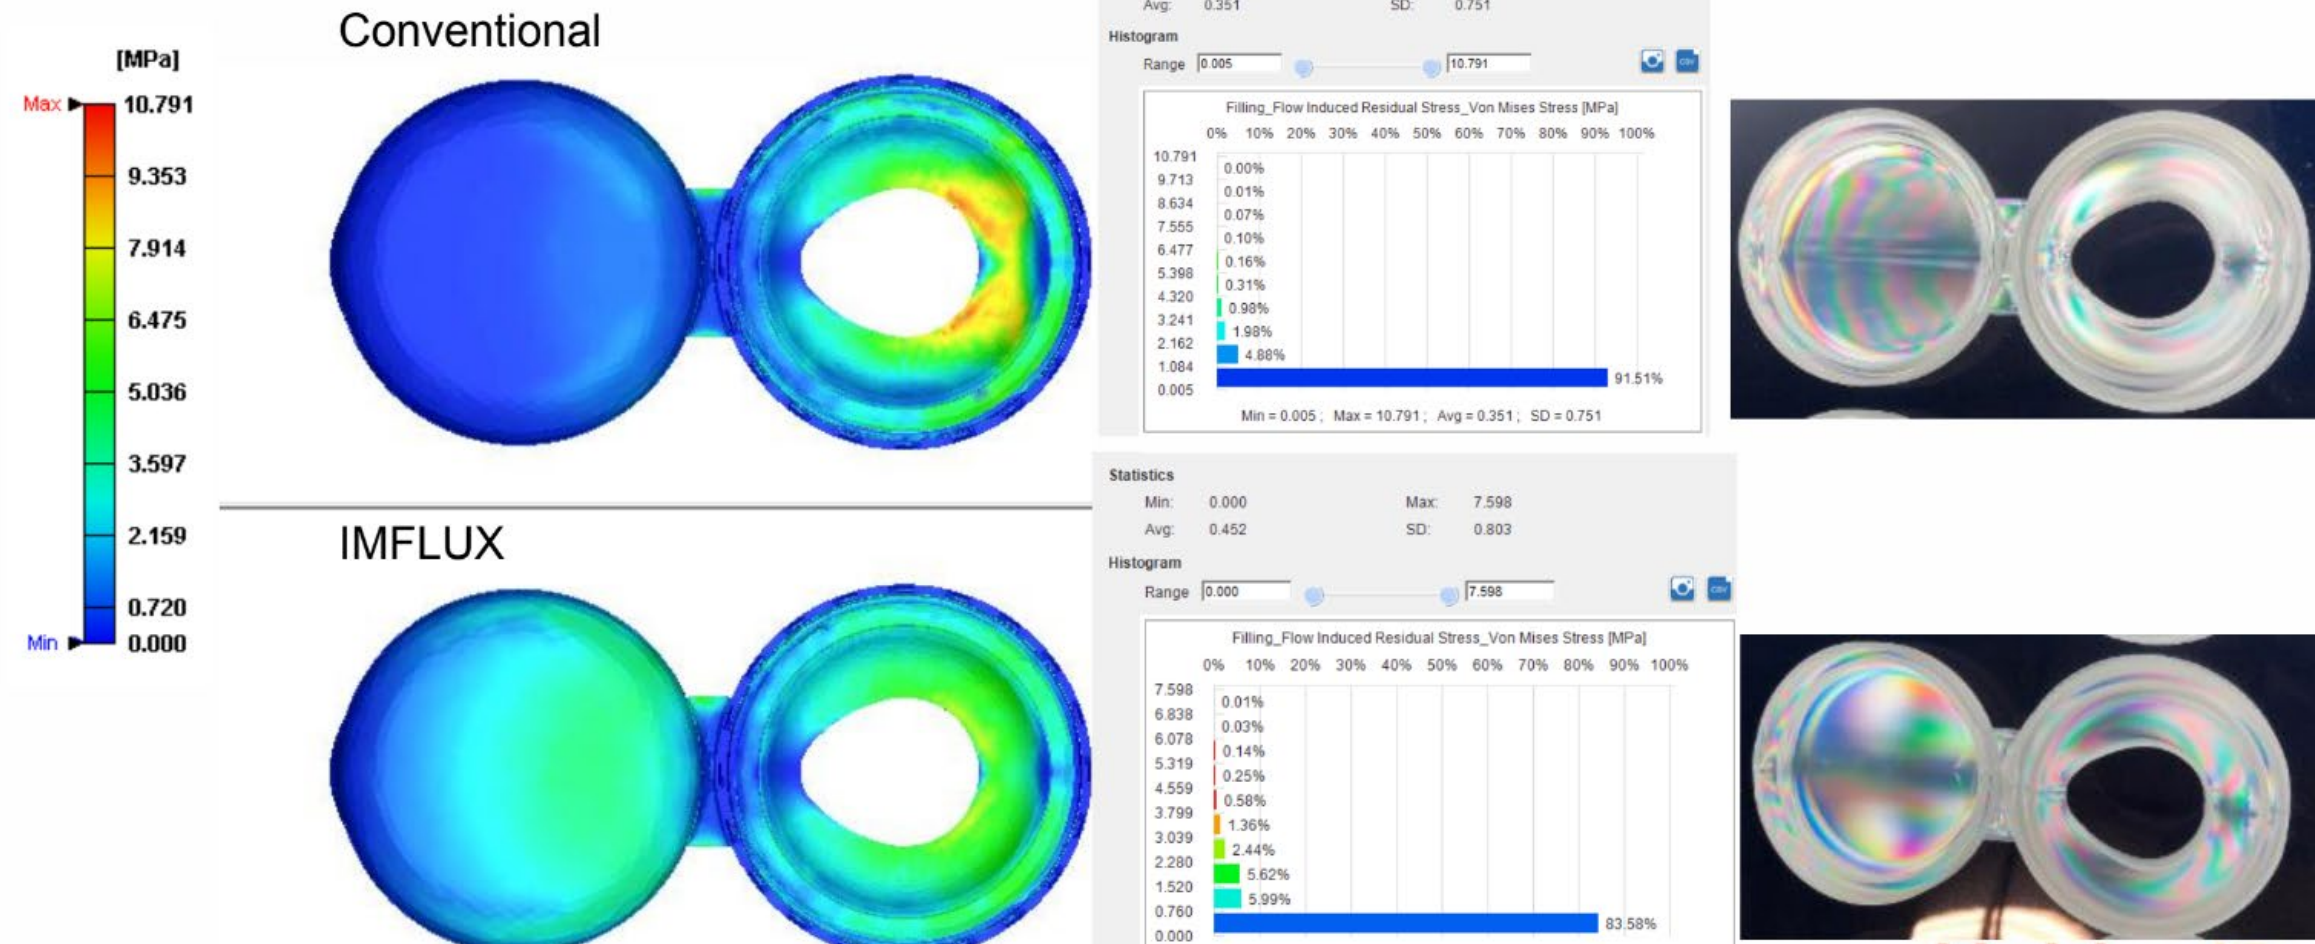 Conventional
[MPa]
Max 10.791
9.353
7.914
6.475
5.036
3.597
2.159
0.720
Min 0.000
Avg: 0.351 SD: 0.751
Histogram
Range 0.005 10.791
CSV
Filling_Flow Induced Residual Stress_Von Mises Stress [MPa]
0% 10% 20% 30% 40% 50% 60% 70% 80% 90% 100%
10.791
0.00%
9.713
0.01%
8.634
0.07%
7.555
0.10%
6.477
0.16%
5.398
0.31%
4.320
0.98%
3.241
1.98%
2.162
4.88%
1.084
91.51%
0.005
Min = 0.005 ; Max = 10.791 ; Avg = 0.351 ; SD = 0.751
IMFLUX
Statistics
Min: 0.000 Max: 7.598
Avg: 0.452 SD: 0.803
Histogram
Range 0.000 7.598
CSV
Filling_Flow Induced Residual Stress_Von Mises Stress [MPa]
0% 10% 20% 30% 40% 50% 60% 70% 80% 90% 100%
7.598
0.01%
6.838
0.03%
6.078
0.14%
5.319
0.25%
4.559
0.58%
3.799
1.36%
3.039
2.44%
2.280
5.62%
1.520
5.99%
0.760
83.58%
0.000